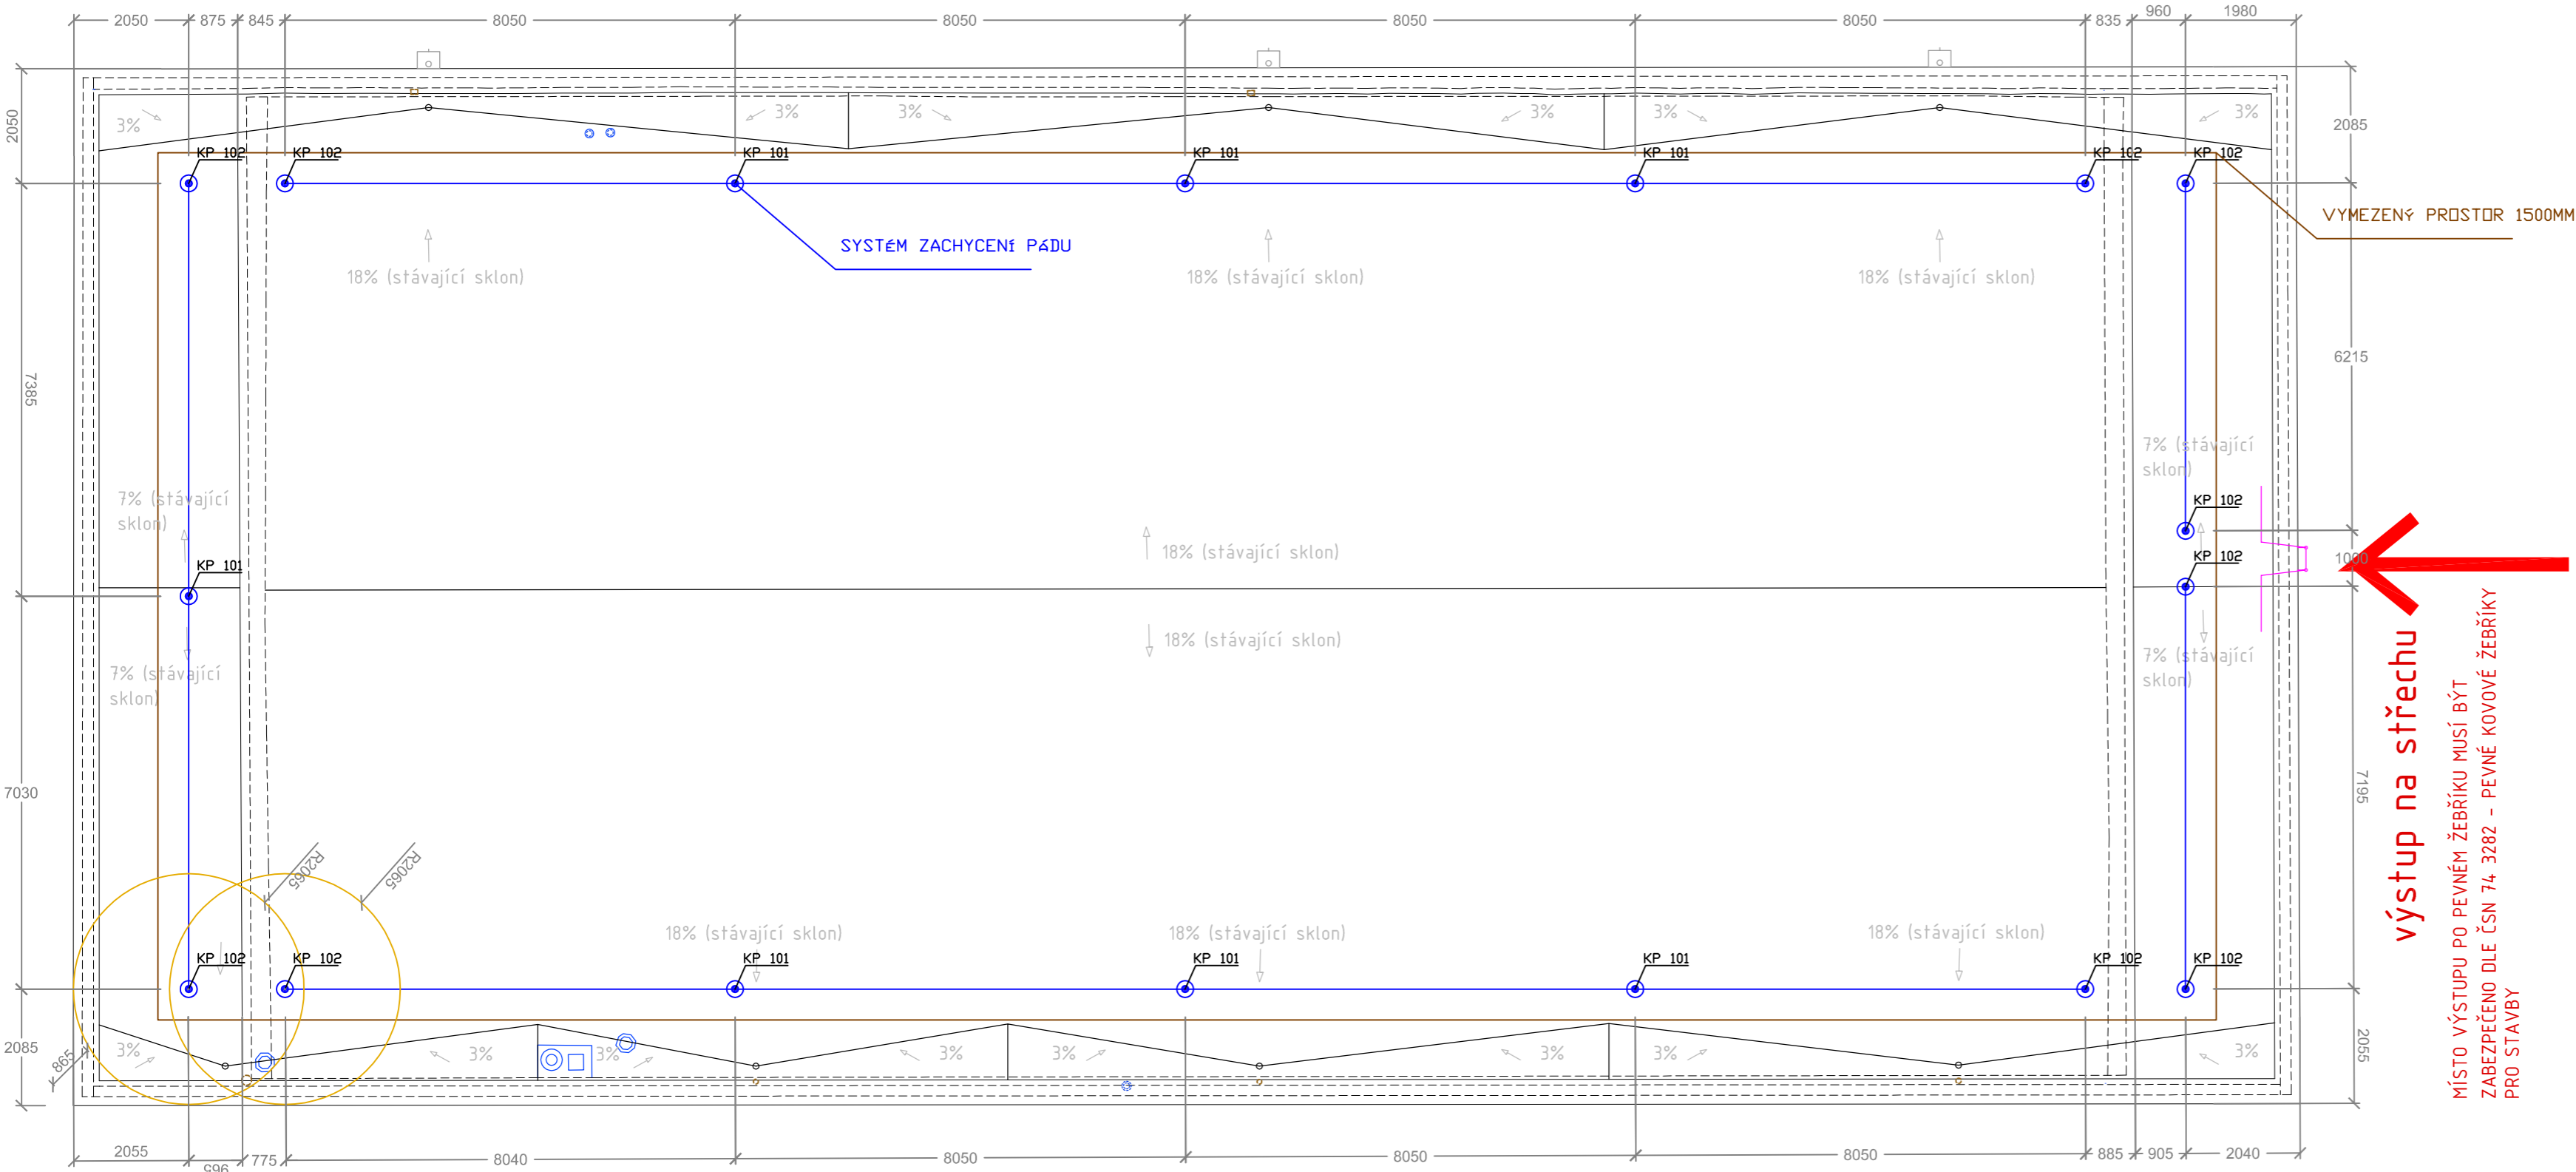 2050 875 845 8050 8050 8050 8050 835 960 1980
3% 3% 3% 3% 3% 3%
2050
2085
KP 102 KP 102 KP 101 KP 101 KP 101 KP 102 KP 102
VYMEZENÝ PROSTOR 1500MM
SYSTÉM ZACHYCENÍ PÁDU
18% (stávající sklon) 18% (stávající sklon) 18% (stávající sklon)
7385
6215
7% (stávající
sklon)
7% (stávající
sklon)
KP 102
18% (stávající sklon)
KP 102
1000
KP 101
18% (stávající sklon)
7% (stávající
sklon)
7% (stávající
sklon)
výstup na střechu
MÍSTO VÝSTUPU PO PEVNÉM ŽEBŘÍKU MUSÍ BÝT
ZABEZPEČENO DLE ČSN 74 3282 - PEVNÉ KOVOVÉ ŽEBŘÍKY
PRO STAVBY
7030
7195
R2065 R2065
18% (stávající sklon) 18% (stávající sklon) 18% (stávající sklon)
KP 102 KP 102 KP 101 KP 101 KP 101 KP 102 KP 102
2085
865
3% 3% 3% 3% 3% 3% 3% 3%
2055
2055 965 775 8040 8050 8050 8050 885 905 2040